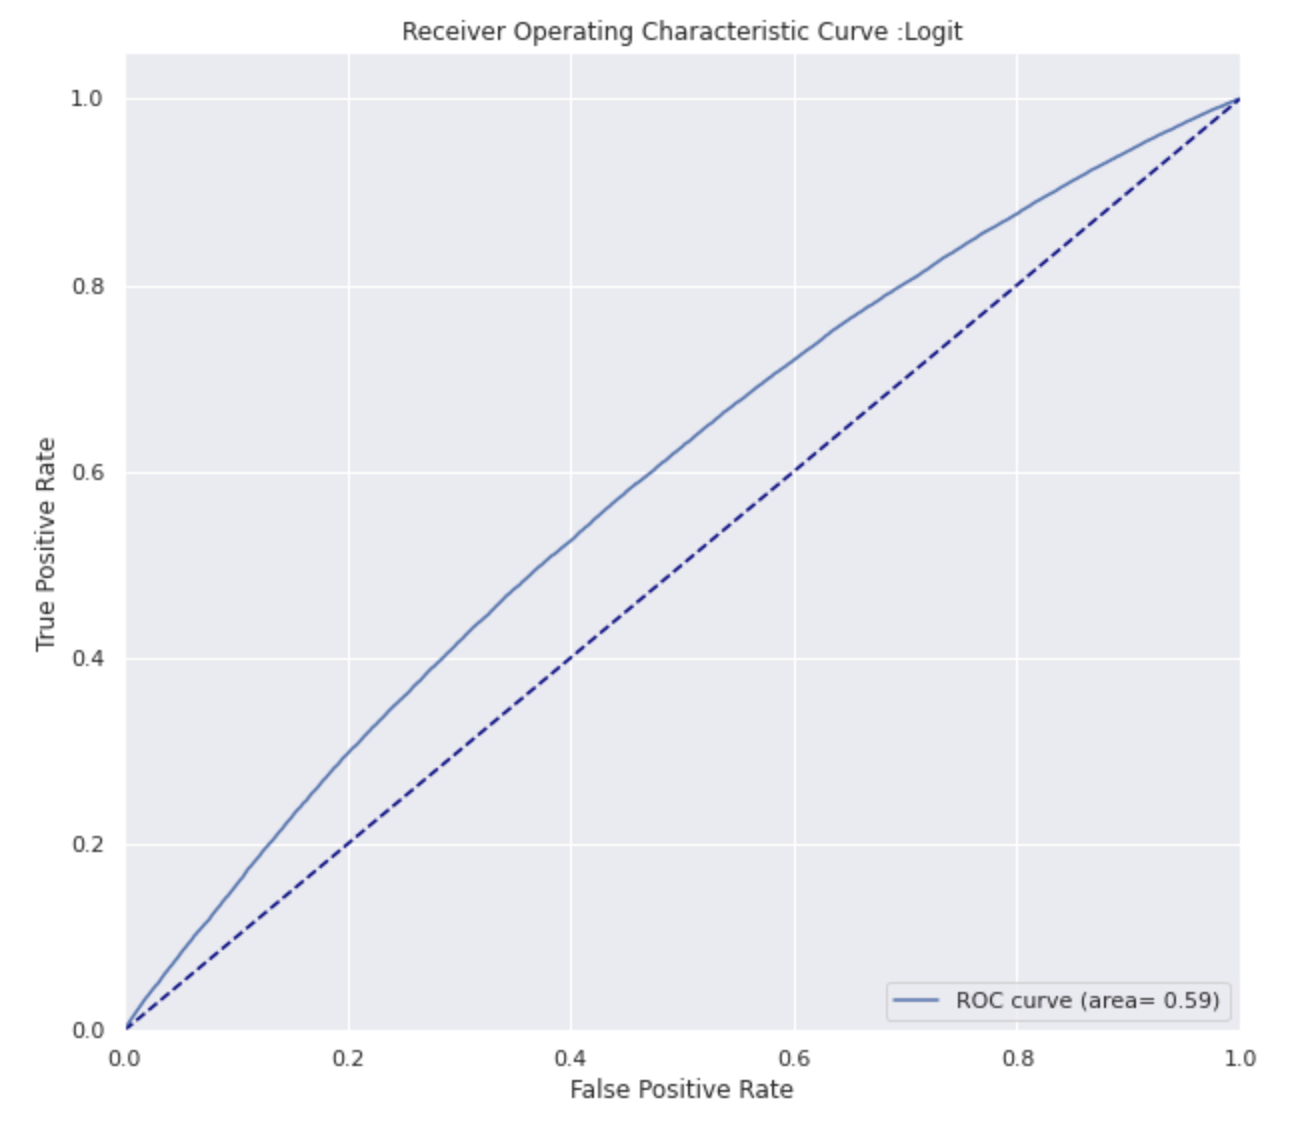 Receiver Operating Characteristic Curve :Logit
1.0
0.8
0.6
0.4
0.2
0.0
True Positive Rate
ROC curve (area= 0.59)
0.0 0.2 0.4 0.6 0.8 1.0
False Positive Rate